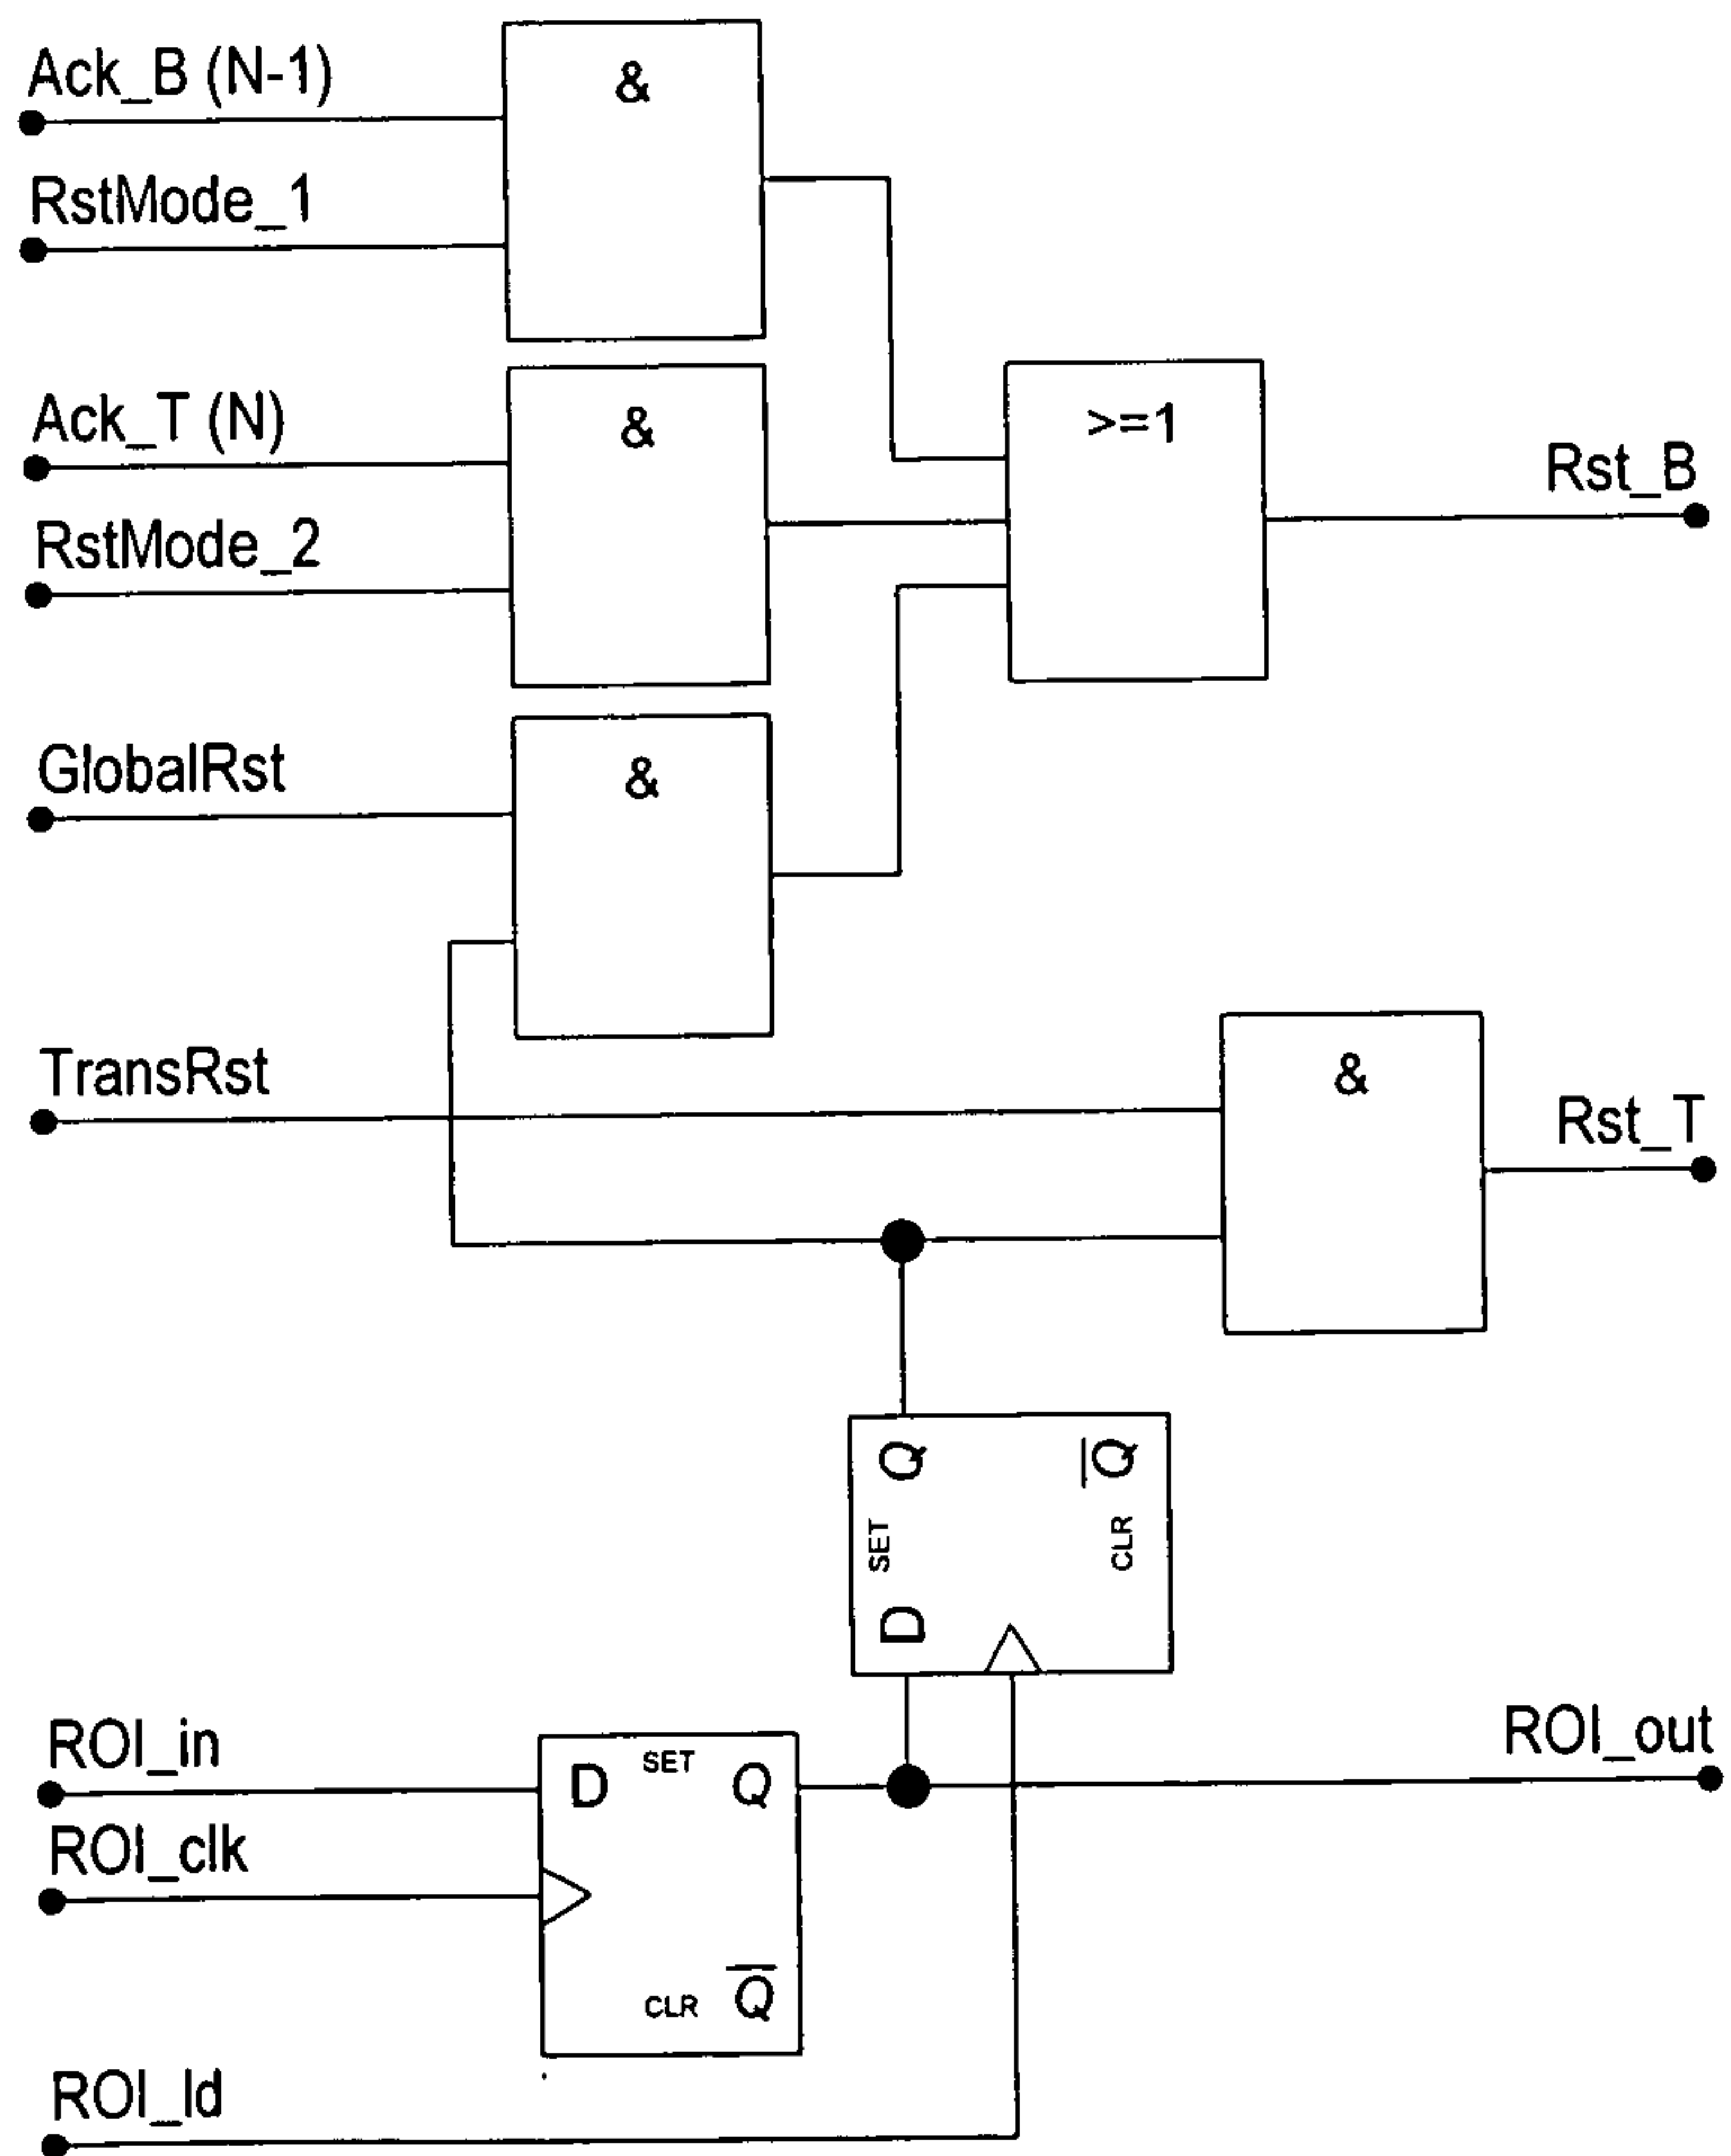 Ack_B (N-1)
&
RstMode_1
Ack_T (N)
&
>=1
Rst_B
RstMode_2
GlobalRst
&
TransRst
&
Rst_T
Q
Q
SET
CLR
D
ROI_in
D
SET
Q
ROI_out
ROI_clk
CLR
Q
ROI_ld